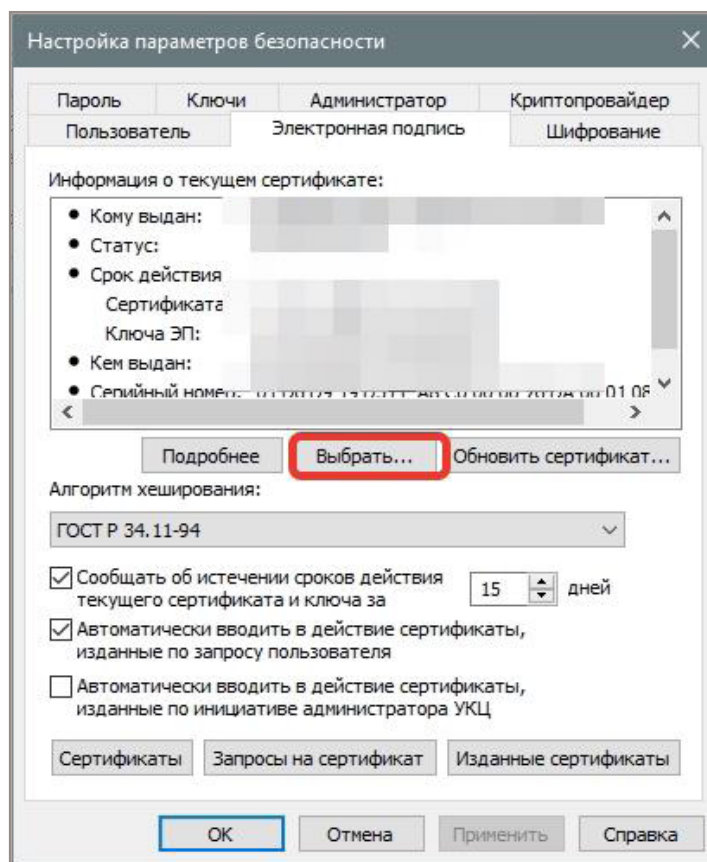 Настройка параметров безопасности
Пароль Ключи Администратор Криптопровайдер
Пользователь Электронная подпись Шифрование
Информация о текущем сертификате:
Кому выдан:
Статус:
Срок действия
Сертификата
Ключа ЭП:
Кем выдан:
Серийный номер:
Подробнее Выбрать... Обновить сертификат...
Алгоритм хеширования:
ГОСТ Р 34.11-94
Сообщать об истечении сроков действия
текущего сертификата и ключа за 15 дней
Автоматически вводить в действие сертификаты,
изданные по запросу пользователя
Автоматически вводить в действие сертификаты,
изданные по инициативе администратора УКЦ
Сертификаты Запросы на сертификат Изданные сертификаты
ОК Отмена Применить Справка